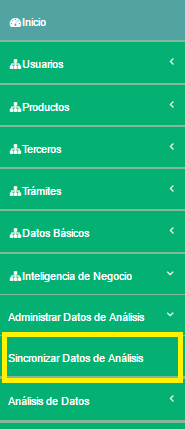 Inicio
Usuarios
Productos
Terceros
Trámites
Datos Básicos
Inteligencia de Negocio
Administrar Datos de Análisis
Sincronizar Datos de Análisis
Análisis de Datos